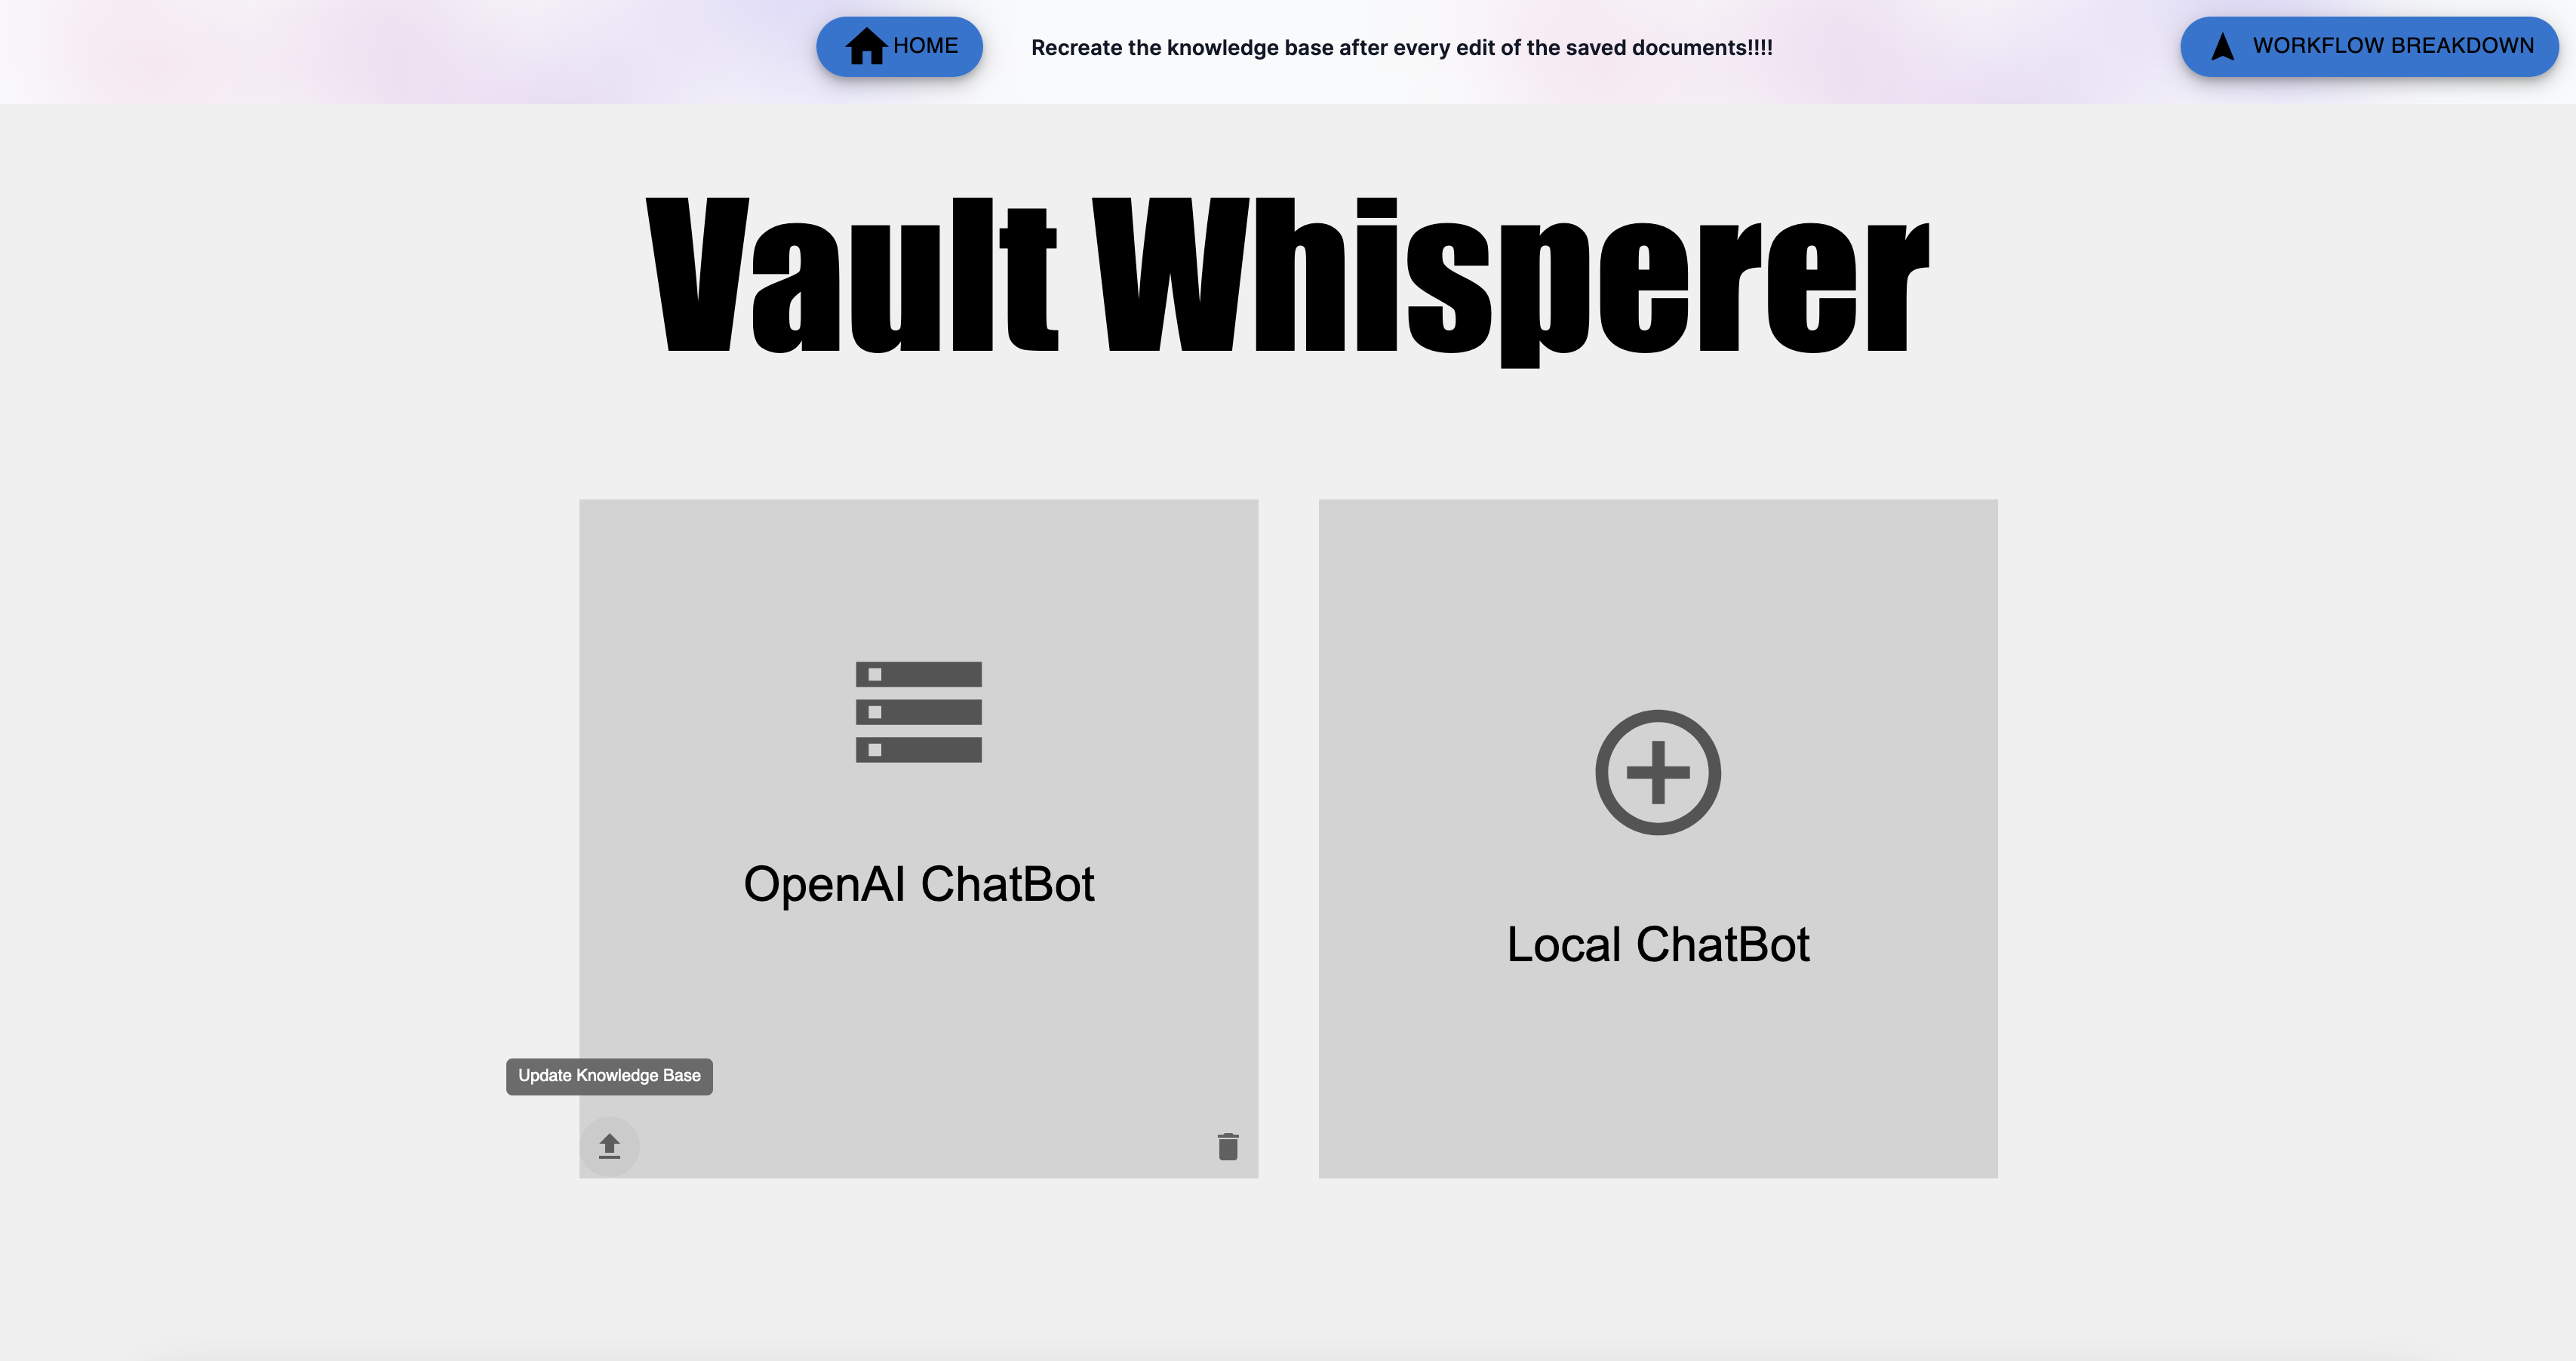 HOME
Recreate the knowledge base after every edit of the saved documents!!!!
WORKFLOW BREAKDOWN
Vault Whisperer
OpenAI ChatBot
Local ChatBot
Update Knowledge Base